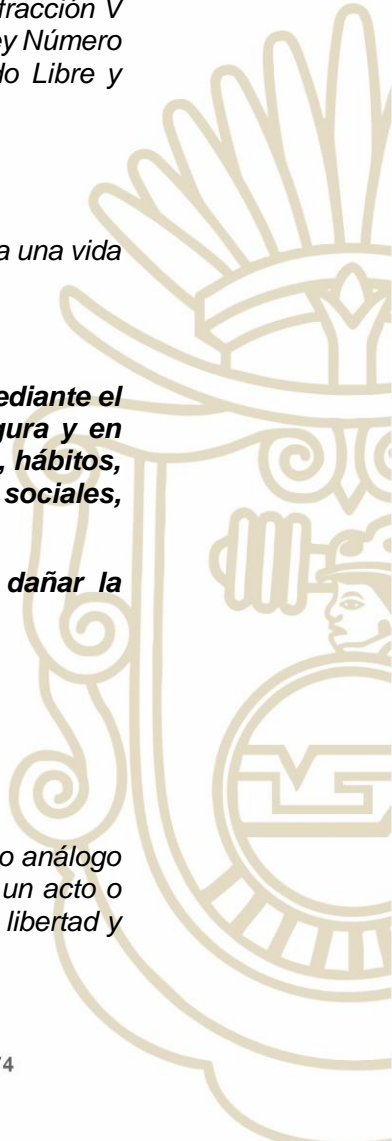 fracción V
ey Número
do Libre y
a una vida
ediante el
gura y en
, hábitos,
sociales,
dañar la
o análogo
un acto o
libertad y
74